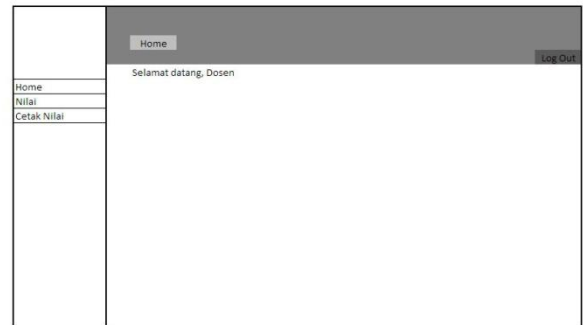 Home
Log Out
Selamat datang, Dosen
Home
Nilai
Cetak Nilai